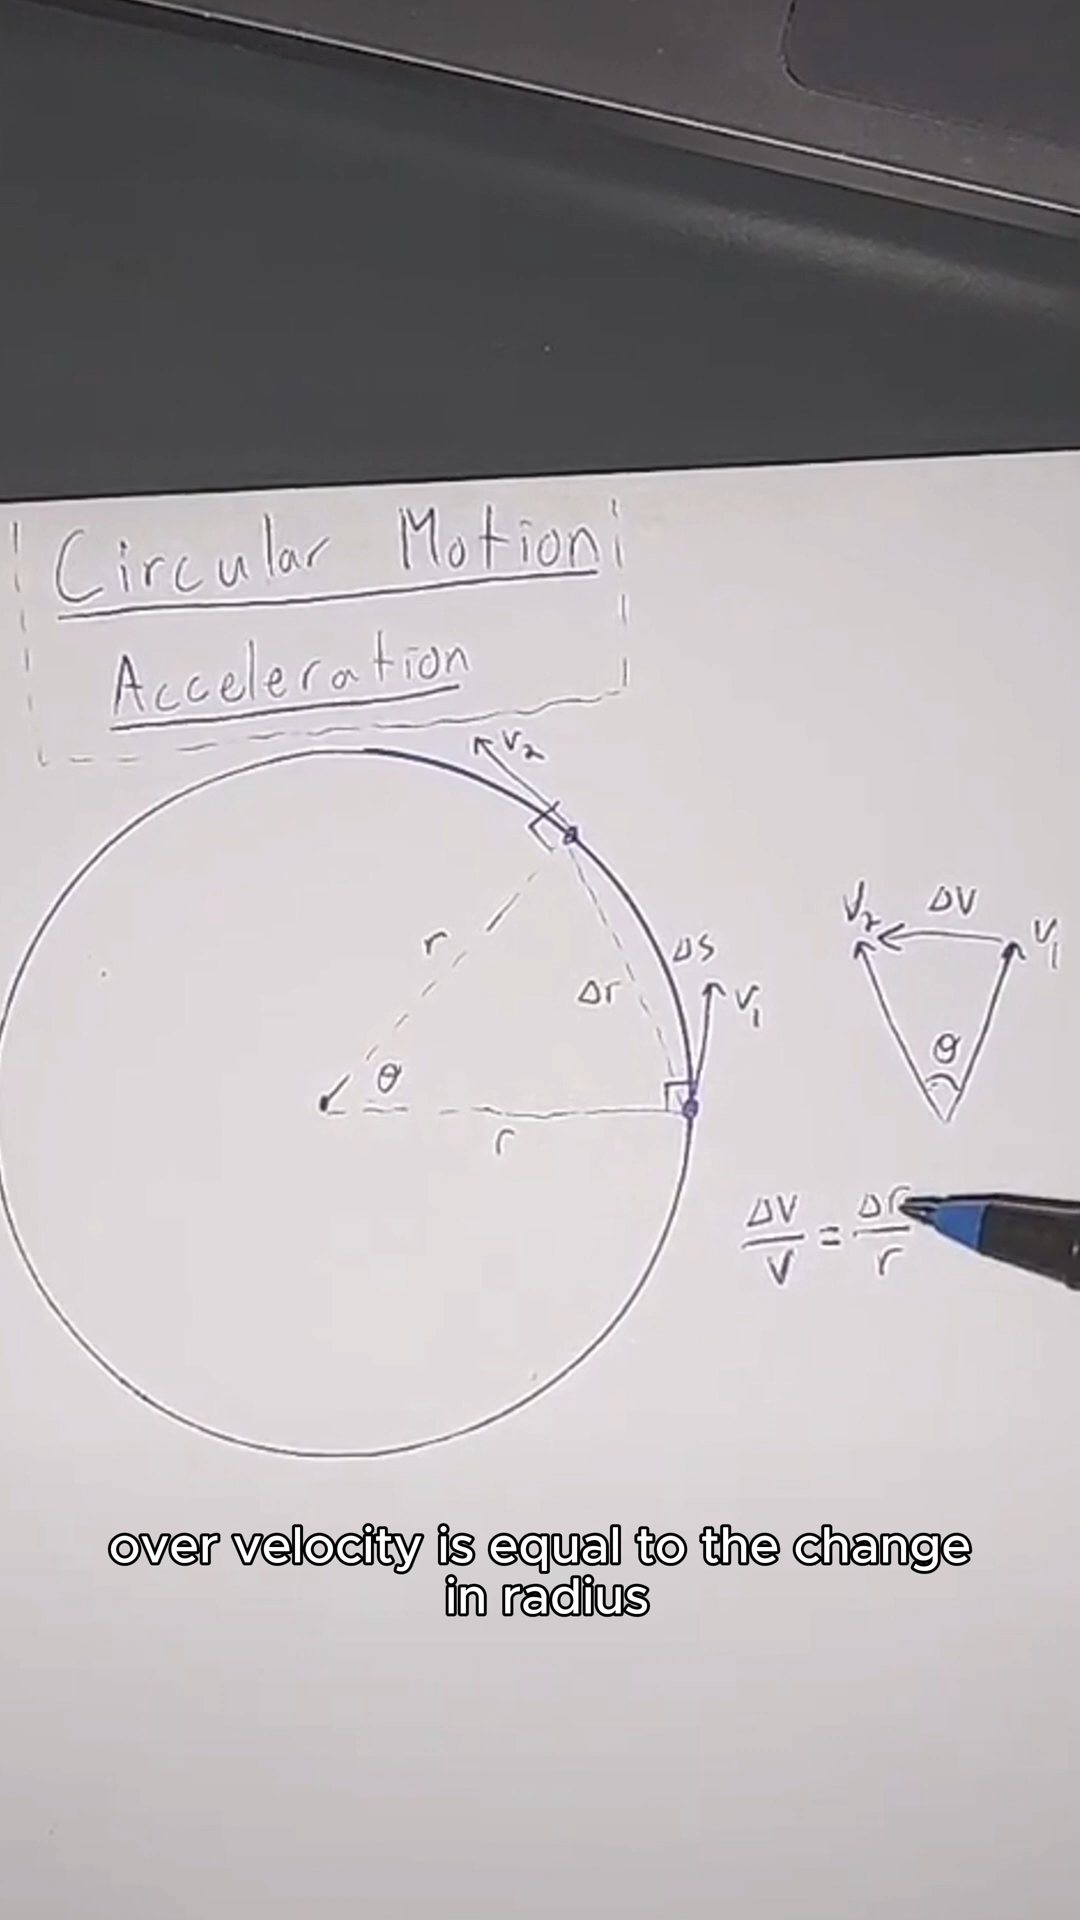 Circular Motion
Acceleration
V₂
r
ΔS
Δr
V₁
θ
r
V₂
ΔV
V₁
θ
ΔV/V = Δr/r
over velocity is equal to the change
in radius